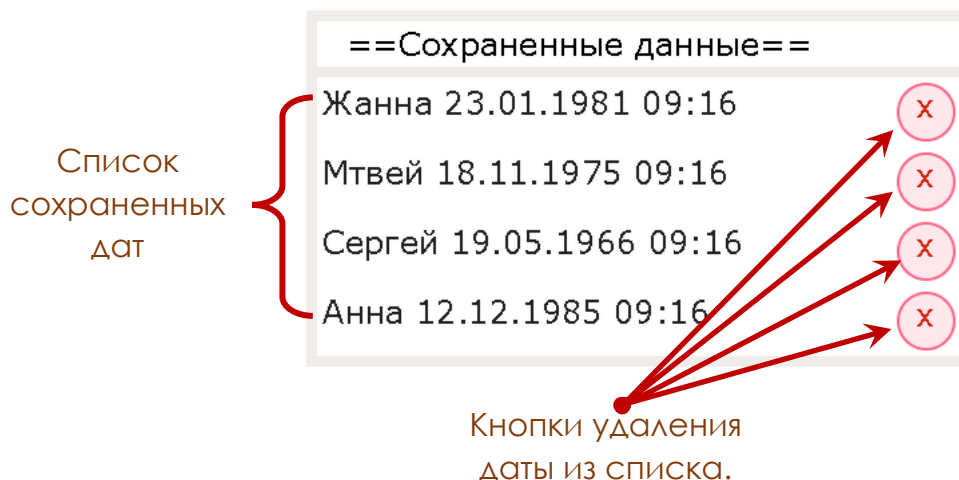 ==Сохраненные данные==
Жанна 23.01.1981 09:16 X
Мтвей 18.11.1975 09:16 X
Сергей 19.05.1966 09:16 X
Анна 12.12.1985 09:16 X
Список
сохраненных
дат
Кнопки удаления
даты из списка.